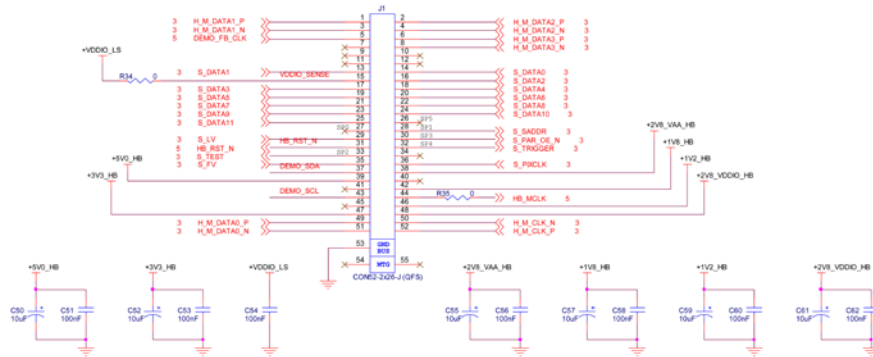 J1
3 H_M_DATA1_P 1 2 H_M_DATA2_P 3
3 H_M_DATA1_N 3 4 H_M_DATA2_N 3
5 DEMO_FB_CLK 5 6 H_M_DATA3_P 3
7 8 H_M_DATA3_N 3
9 10
+VDDIO_LS 11 12
3 S_DATA1 13 14 S_DATA0 3
R34 0 VDDIO_SENSE 15 16 S_DATA2 3
3 S_DATA3 17 18 S_DATA4 3
3 S_DATA5 19 20 S_DATA6 3
3 S_DATA7 21 22 S_DATA8 3
3 S_DATA9 23 24 S_DATA10 3
3 S_DATA11 25 26 SP5
27 28 SP1 S_SADDR 3
3 S_LV 29 30 SP3 S_PAR_OE_N 3
5 HB_RST_N HB_RST_N 31 32 SP4 S_TRIGGER 3
3 S_TEST SP2 33 34
3 S_FV 35 36 S_PIXCLK 3
DEMO_SDA 37 38 +2V8_VAA_HB
+5V0_HB 39 40 +1V8_HB
41 42 +1V2_HB
DEMO_SCL 43 44 R35 0 HB_MCLK 5
45 46 +2V8_VDDIO_HB
+3V3_HB 47 48
3 H_M_DATA0_P 49 50 H_M_CLK_N 3
3 H_M_DATA0_N 51 52 H_M_CLK_P 3
53 GND
BUS
54 MTG 55
CON52-2x26-J (QFS)
+5V0_HB +3V3_HB +VDDIO_LS +2V8_VAA_HB +1V8_HB +1V2_HB +2V8_VDDIO_HB
C50 C51 C52 C53 C54 C55 C56 C57 C58 C59 C60 C61 C62
10uF 100nF 10uF 100nF 100nF 10uF 100nF 10uF 100nF 10uF 100nF 10uF 100nF